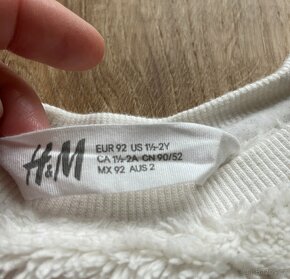 H&M
EUR 92 US 1½-2Y
CA 1½-2A CN 90/52
MX 92 AUS 2